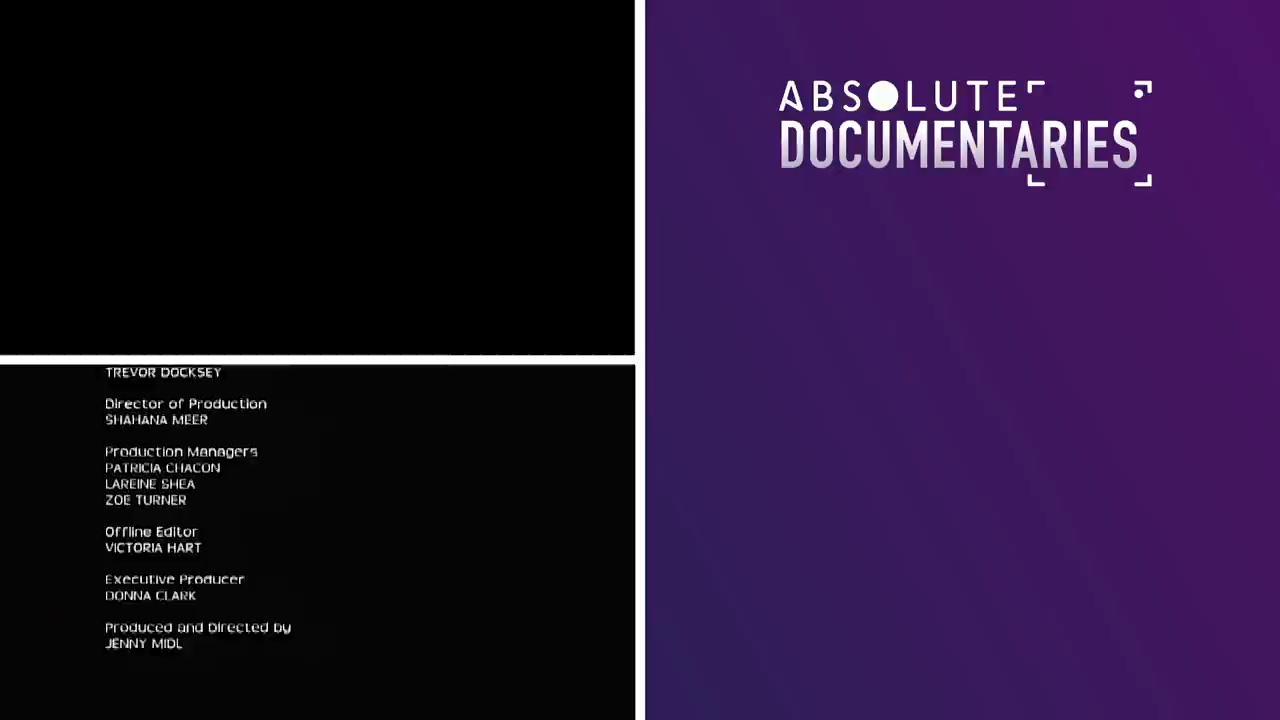 ABSOLUTE
DOCUMENTARIES
TREVOR DOCKSEY
Director of Production
SHAHANA MEER
Production Managers
PATRICIA CHACON
LAREINE SHEA
ZOE TURNER
Offline Editor
VICTORIA HART
Executive Producer
DONNA CLARK
Produced and Directed by
JENNY MIDL